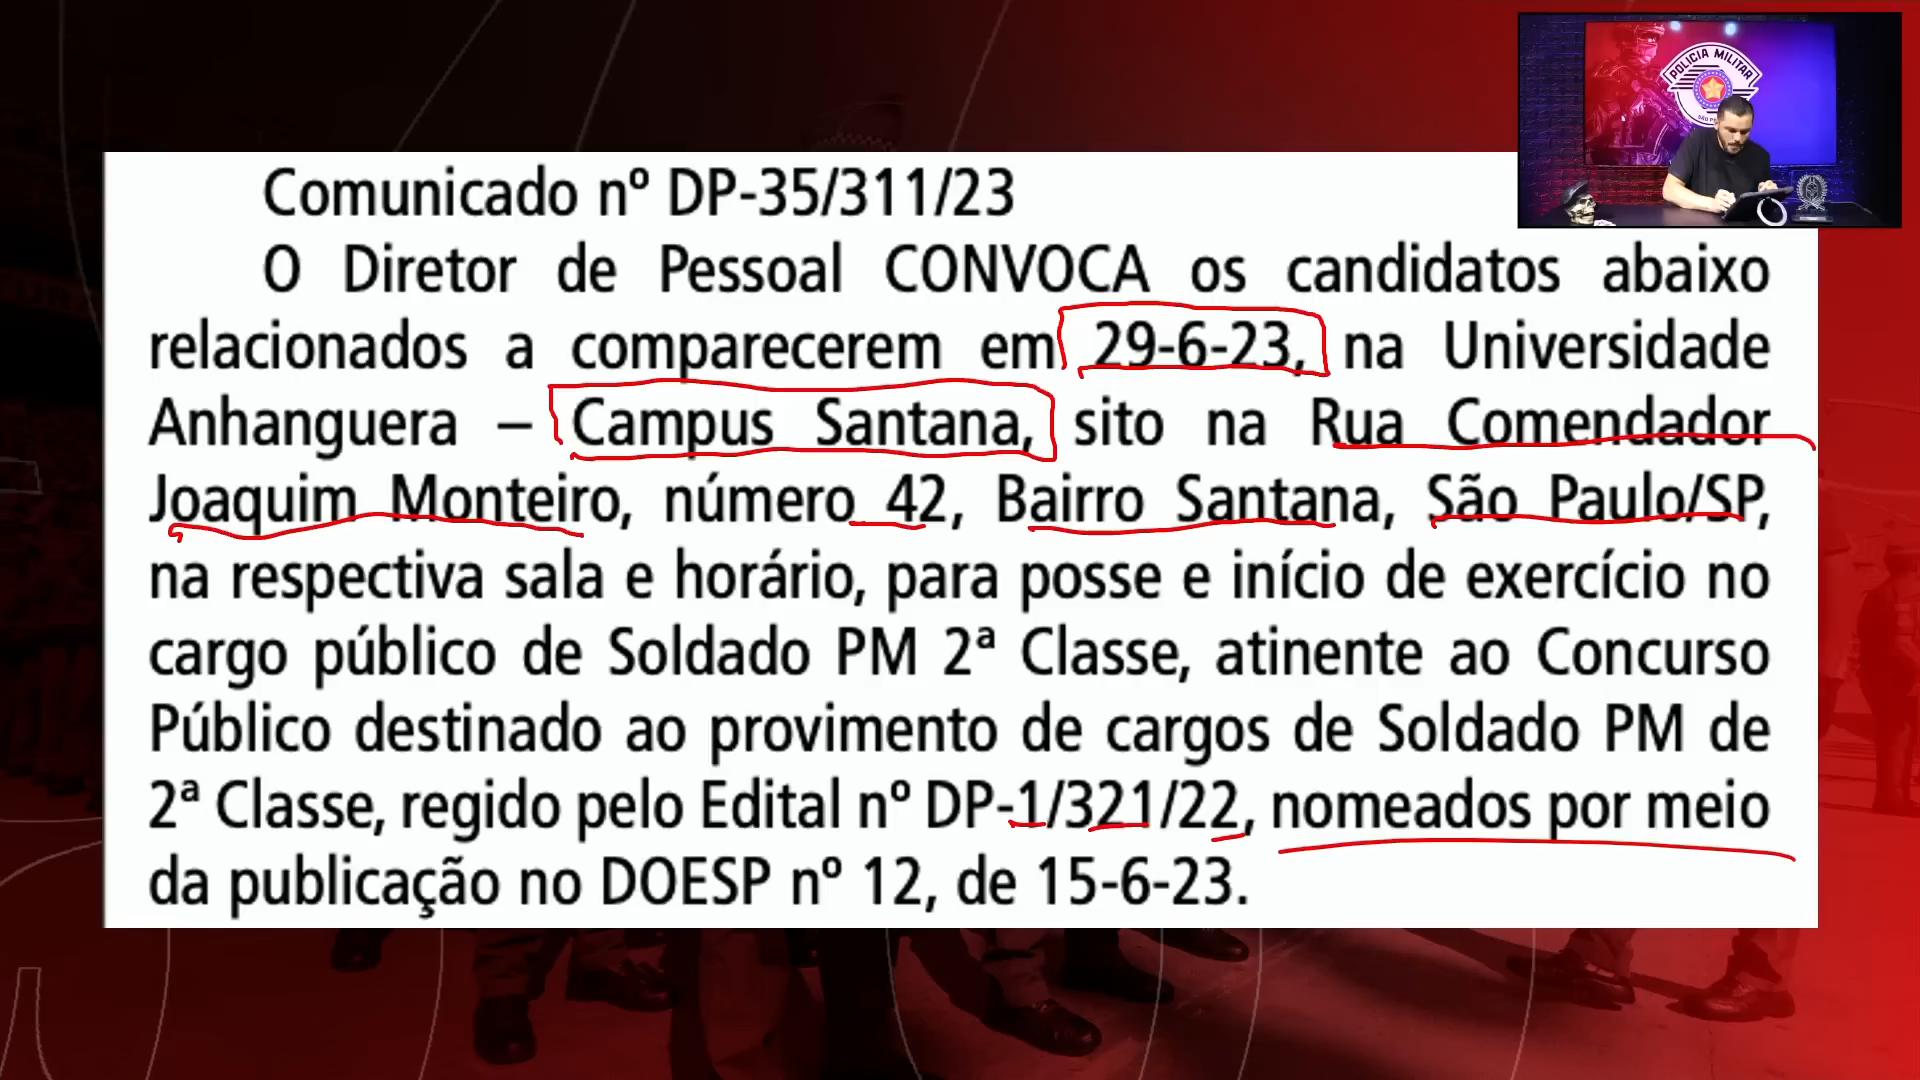 POLICIA MILITAR
Comunicado nº DP-35/311/23
O Diretor de Pessoal CONVOCA os candidatos abaixo
relacionados a comparecerem em 29-6-23, na Universidade
Anhanguera – Campus Santana, sito na Rua Comendador
Joaquim Monteiro, número 42, Bairro Santana, São Paulo/SP,
na respectiva sala e horário, para posse e início de exercício no
cargo público de Soldado PM 2ª Classe, atinente ao Concurso
Público destinado ao provimento de cargos de Soldado PM de
2ª Classe, regido pelo Edital nº DP-1/321/22, nomeados por meio
da publicação no DOESP nº 12, de 15-6-23.